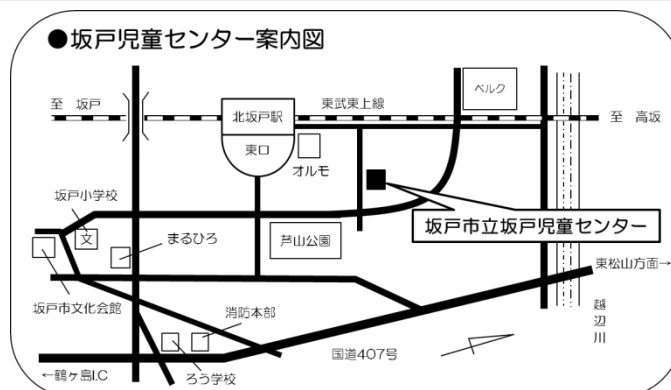 ●坂戸児童センター案内図
ベルク
至 坂戸
北坂戸駅
東武東上線
至 高坂
東口
オルモ
坂戸小学校
文
まるひろ
芦山公園
坂戸市立坂戸児童センター
東松山方面→
坂戸市文化会館
消防本部
越辺川
国道407号
←鶴ヶ島I.C
ろう学校